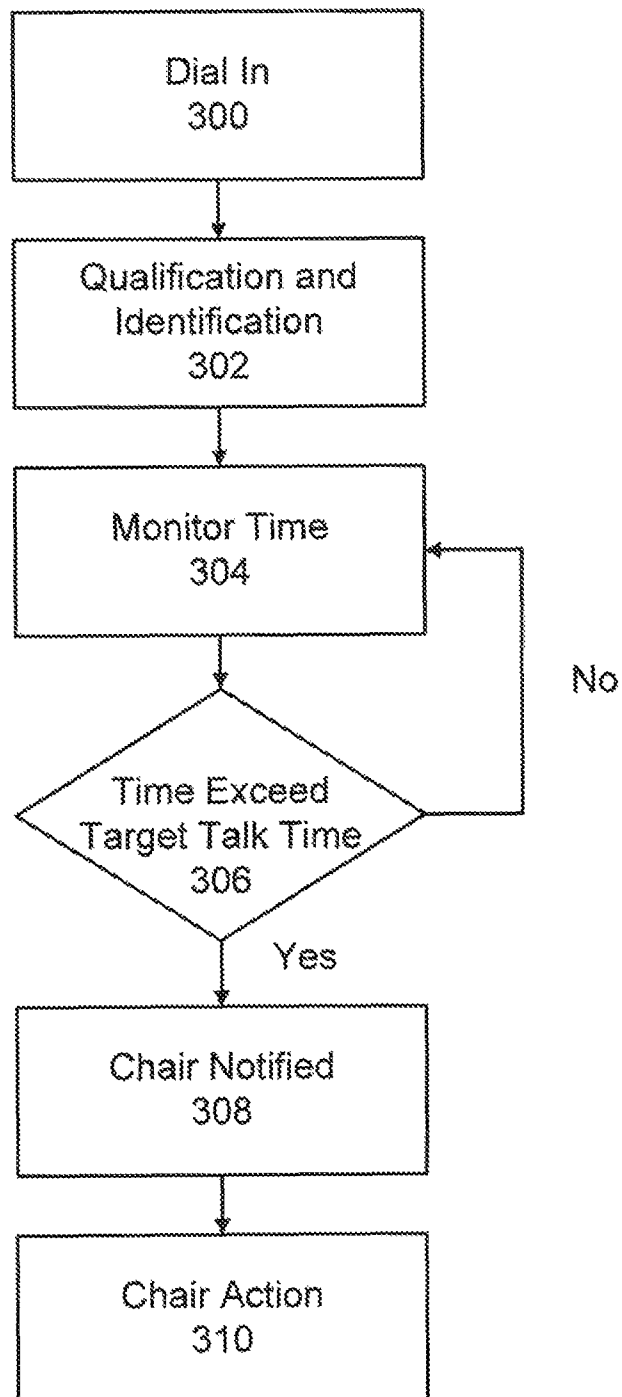 Dial In
300
Qualification and
Identification
302
Monitor Time
304
No
Time Exceed
Target Talk Time
306
Yes
Chair Notified
308
Chair Action
310